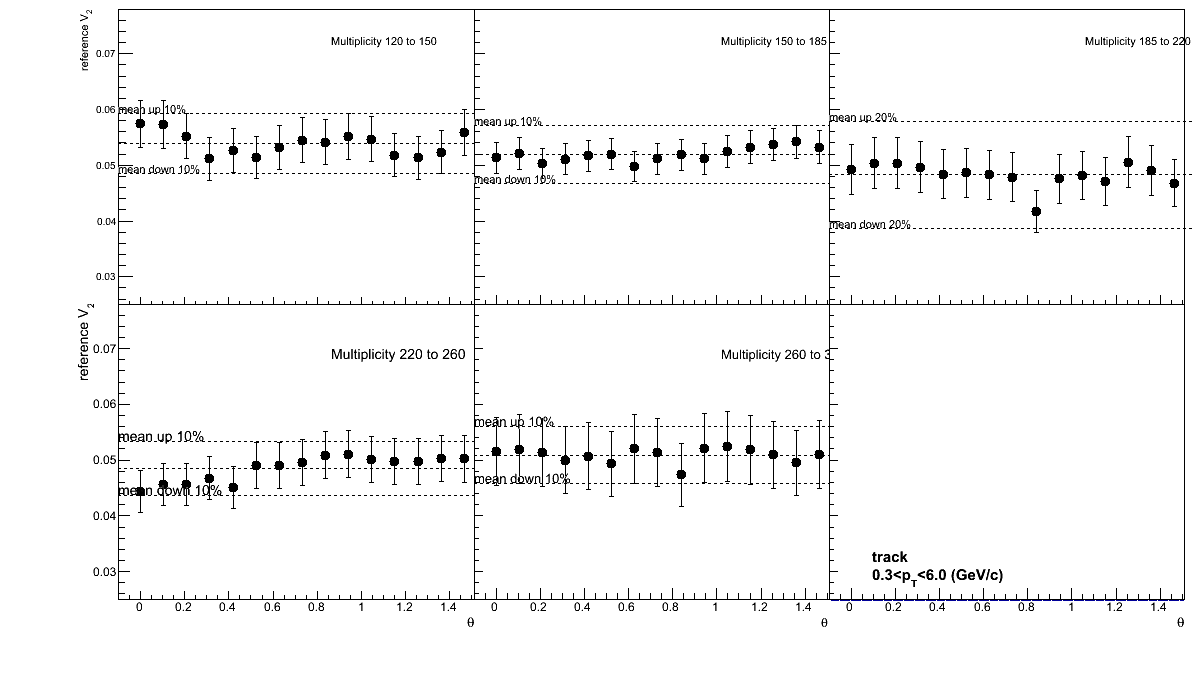 reference V2
0.07
0.06
0.05
0.04
0.03
Multiplicity 120 to 150
mean up 10%
mean down 10%
Multiplicity 150 to 185
mean up 10%
mean down 10%
Multiplicity 185 to 220
mean up 20%
mean down 20%
reference V2
0.07
0.06
0.05
0.04
0.03
Multiplicity 220 to 260
mean up 10%
mean down 10%
Multiplicity 260 to 3
mean up 10%
mean down 10%
track
0.3<pT<6.0 (GeV/c)
0 0.2 0.4 0.6 0.8 1 1.2 1.4
θ
0 0.2 0.4 0.6 0.8 1 1.2 1.4
θ
0 0.2 0.4 0.6 0.8 1 1.2 1.4
θ